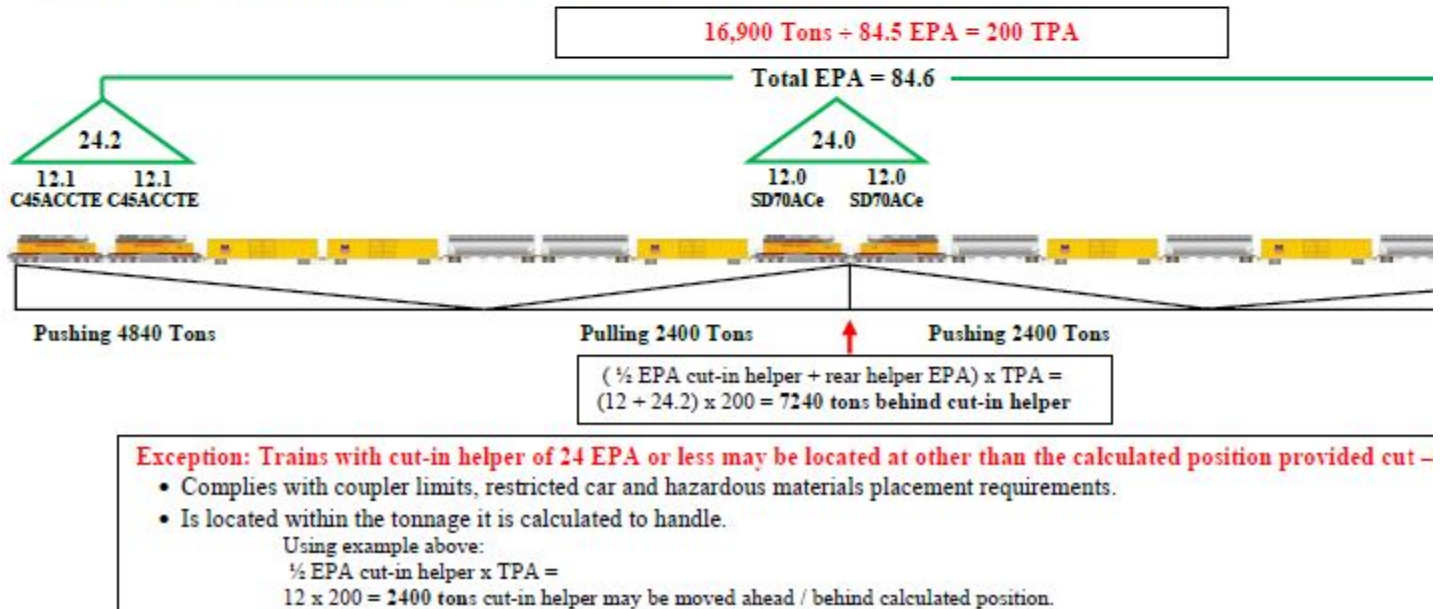 16,900 Tons ÷ 84.5 EPA = 200 TPA
Total EPA = 84.6
24.2
24.0
12.1 12.1
C45ACCTE C45ACCTE
12.0 12.0
SD70ACe SD70ACe
Pushing 4840 Tons
Pulling 2400 Tons
Pushing 2400 Tons
( ½ EPA cut-in helper + rear helper EPA) x TPA =
(12 + 24.2) x 200 = 7240 tons behind cut-in helper
Exception: Trains with cut-in helper of 24 EPA or less may be located at other than the calculated position provided cut –
• Complies with coupler limits, restricted car and hazardous materials placement requirements.
• Is located within the tonnage it is calculated to handle.
Using example above:
½ EPA cut-in helper x TPA =
12 x 200 = 2400 tons cut-in helper may be moved ahead / behind calculated position.